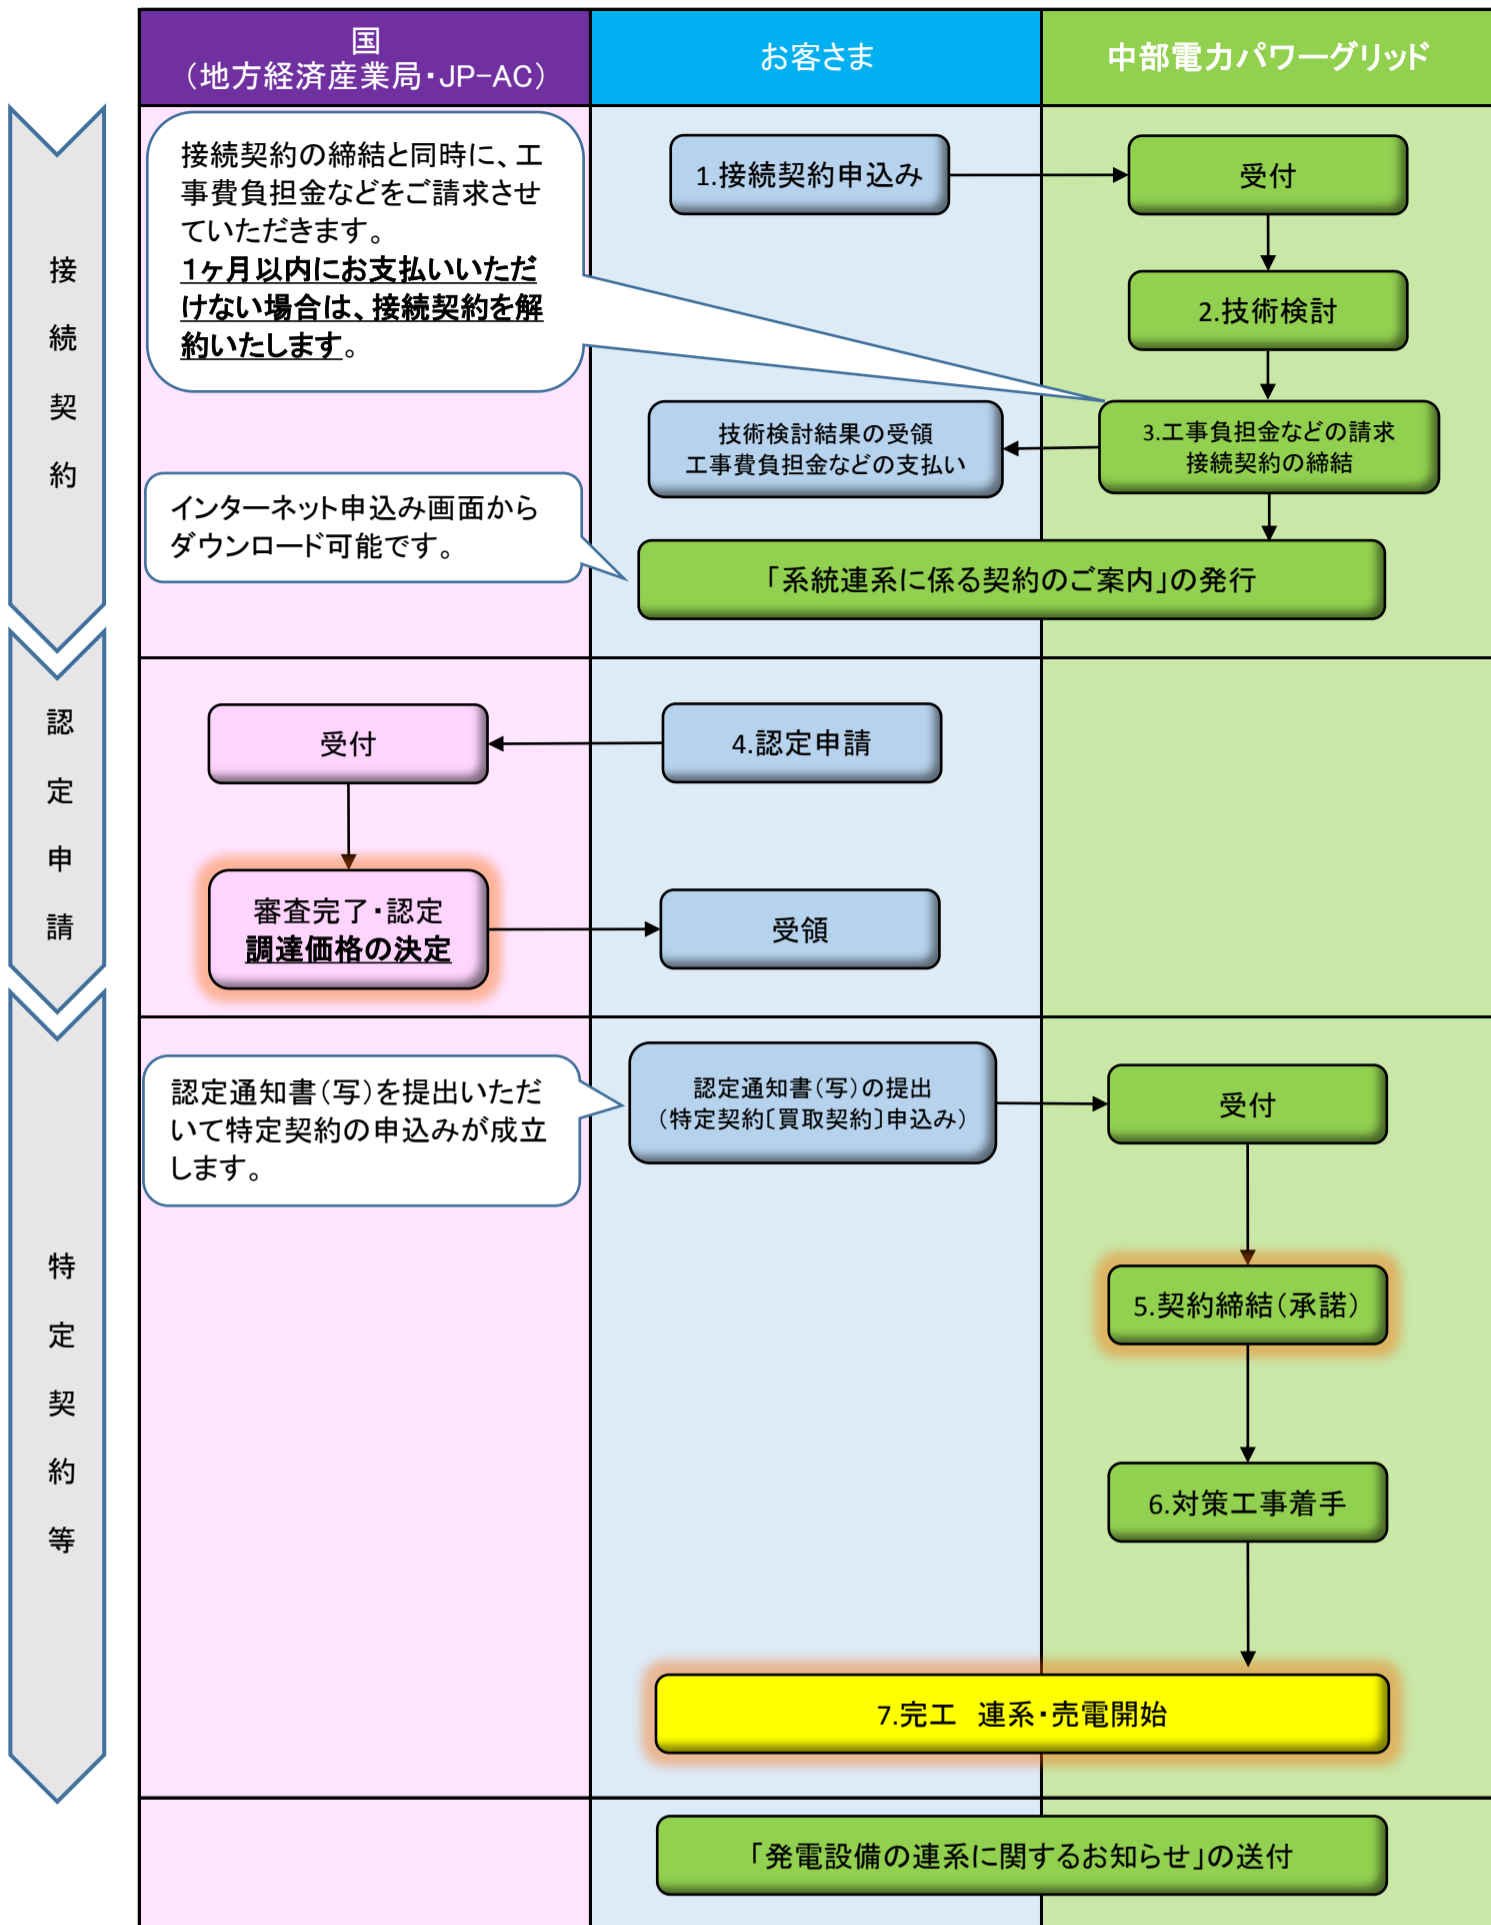 国
（地方経済産業局・JP-AC）
お客さま
中部電力パワーグリッド
接続契約
接続契約の締結と同時に、工
事費負担金などをご請求させ
ていただきます。
1ヶ月以内にお支払いいただ
けない場合は、接続契約を解
約いたします。
1.接続契約申込み
受付
2.技術検討
3.工事負担金などの請求
接続契約の締結
技術検討結果の受領
工事費負担金などの支払い
インターネット申込み画面から
ダウンロード可能です。
「系統連系に係る契約のご案内」の発行
認定申請
受付
4.認定申請
審査完了・認定
調達価格の決定
受領
特定契約等
認定通知書（写）を提出いただ
いて特定契約の申込みが成立
します。
認定通知書（写）の提出
（特定契約〔買取契約〕申込み）
受付
5.契約締結（承諾）
6.対策工事着手
7.完工　連系・売電開始
「発電設備の連系に関するお知らせ」の送付